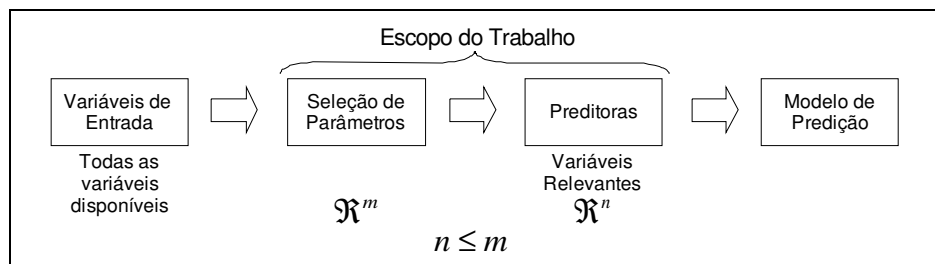 Escopo do Trabalho
Variáveis de
Entrada
Seleção de
Parâmetros
Preditoras
Modelo de
Predição
Todas as
variáveis
disponíveis
Variáveis
Relevantes
ℜ^m
ℜ^n
n ≤ m